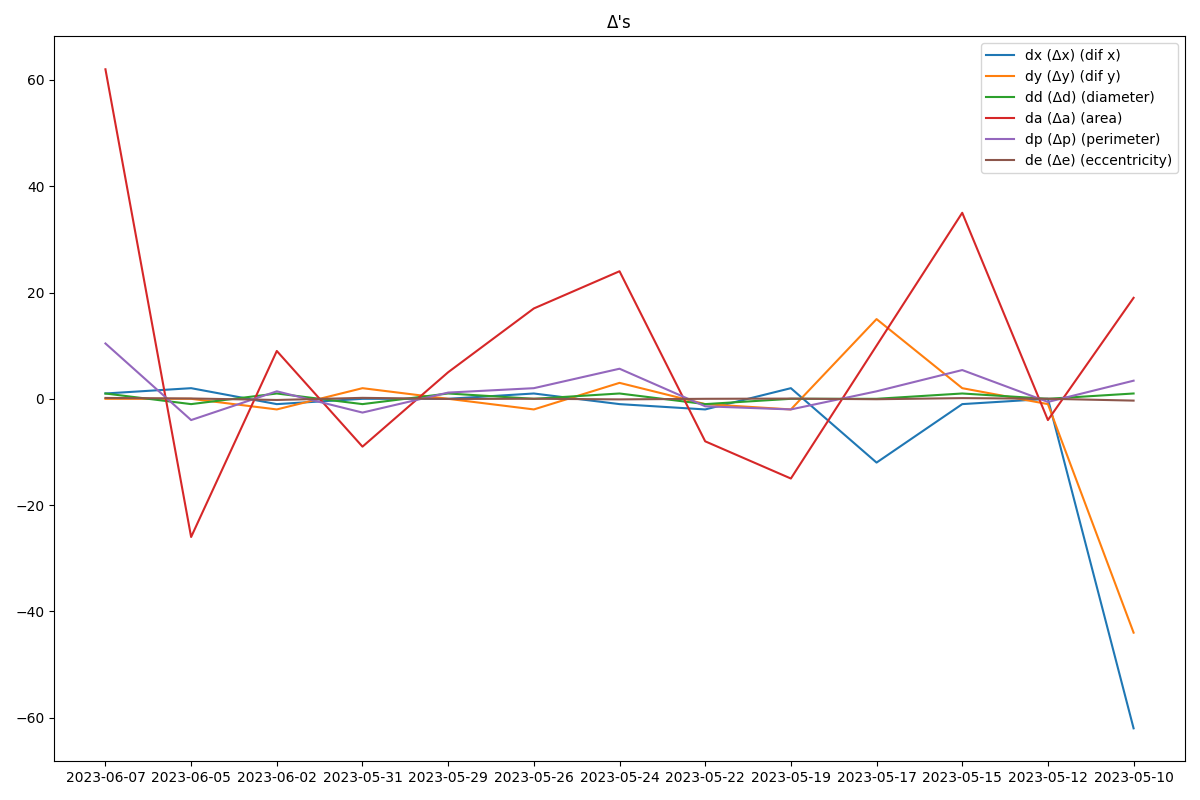 Δ's
dx (Δx) (dif x)
dy (Δy) (dif y)
dd (Δd) (diameter)
da (Δa) (area)
dp (Δp) (perimeter)
de (Δe) (eccentricity)
60
40
20
0
−20
−40
−60
2023-06-07 2023-06-05 2023-06-02 2023-05-31 2023-05-29 2023-05-26 2023-05-24 2023-05-22 2023-05-19 2023-05-17 2023-05-15 2023-05-12 2023-05-10